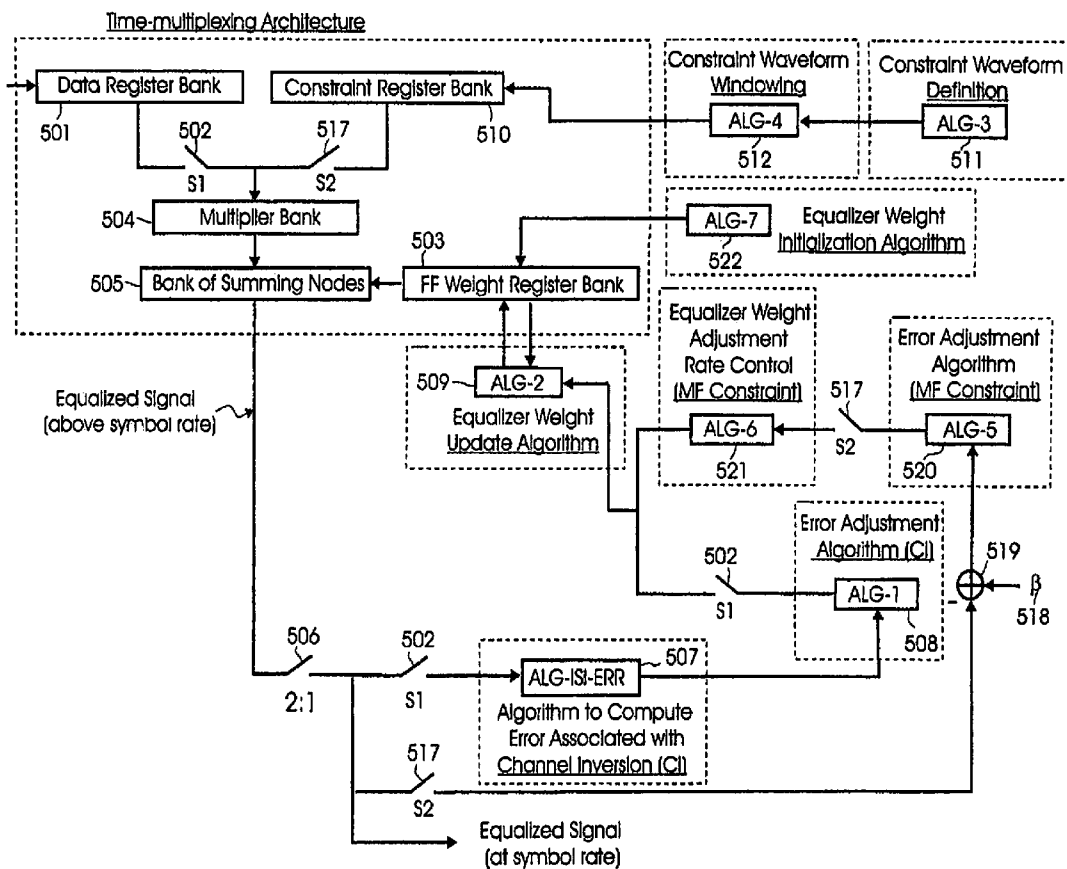 Time-multiplexing Architecture
Data Register Bank
501
Constraint Register Bank
510
502
S1
517
S2
504
Multiplier Bank
505
Bank of Summing Nodes
503
FF Weight Register Bank
Constraint Waveform
Windowing
ALG-4
512
Constraint Waveform
Definition
ALG-3
511
ALG-7
522
Equalizer Weight
Initialization Algorithm
509
ALG-2
Equalizer Weight
Update Algorithm
Equalizer Weight
Adjustment
Rate Control
(MF Constraint)
ALG-6
521
517
S2
Error Adjustment
Algorithm
(MF Constraint)
ALG-5
520
Equalized Signal
(above symbol rate)
Error Adjustment
Algorithm (CI)
ALG-1
508
502
S1
519
-
β
518
506
2:1
502
S1
507
ALG-ISI-ERR
Algorithm to Compute
Error Associated with
Channel Inversion (CI)
517
S2
Equalized Signal
(at symbol rate)